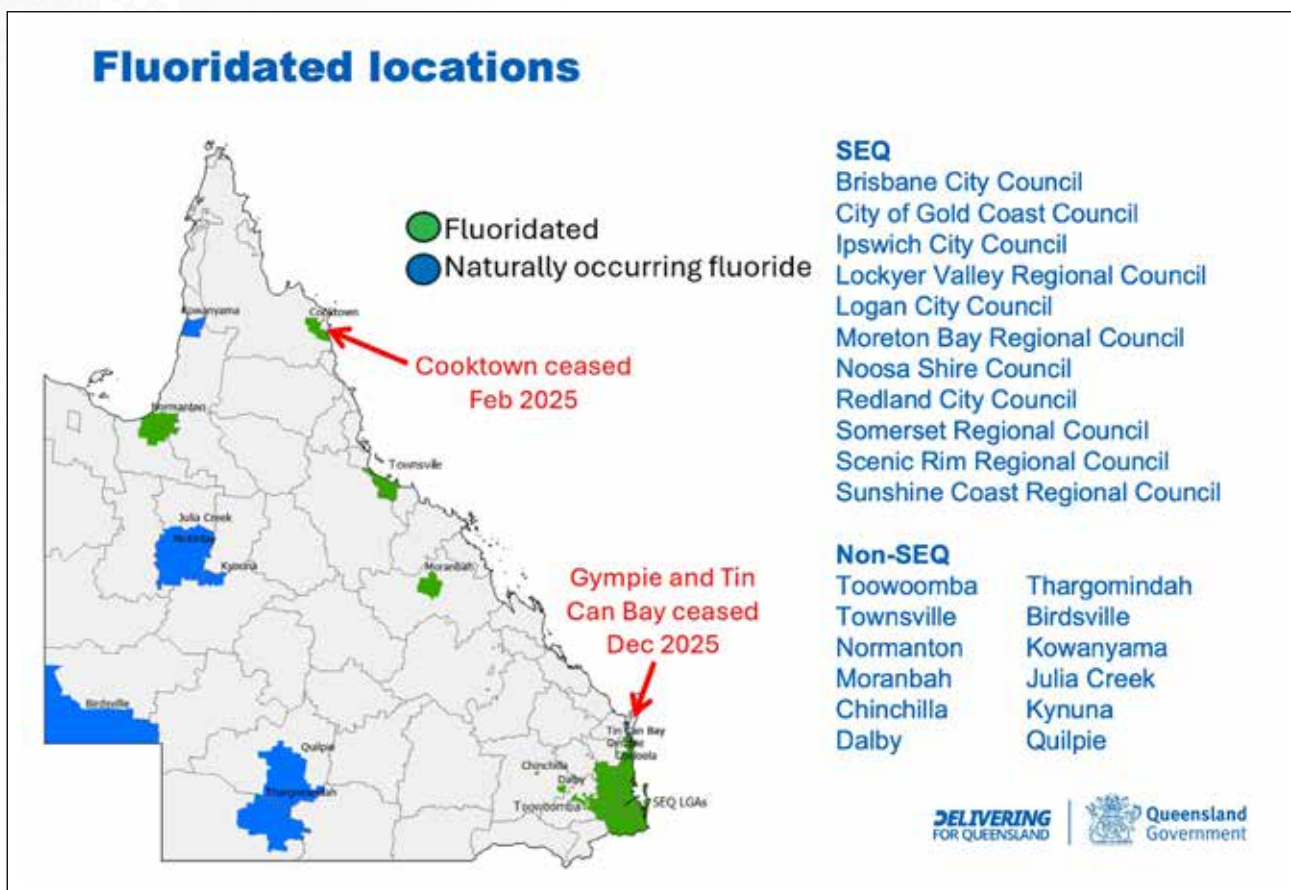 Fluoridated locations
Fluoridated
Naturally occurring fluoride
Kowanyama
Cooktown
Cooktown ceased
Feb 2025
Normanton
Townsville
Julia Creek
McKinlay
Kynona
Moranbah
Gympie and Tin
Can Bay ceased
Dec 2025
Birdsville
Quilpie
Thargomindah
Tin Can Bay
Chinchilla
Dalby
Toowoomba
SEQ LGAs
SEQ
Brisbane City Council
City of Gold Coast Council
Ipswich City Council
Lockyer Valley Regional Council
Logan City Council
Moreton Bay Regional Council
Noosa Shire Council
Redland City Council
Somerset Regional Council
Scenic Rim Regional Council
Sunshine Coast Regional Council
Non-SEQ
Toowoomba Thargomindah
Townsville Birdsville
Normanton Kowanyama
Moranbah Julia Creek
Chinchilla Kynuna
Dalby Quilpie
DELIVERING
FOR QUEENSLAND
Queensland
Government